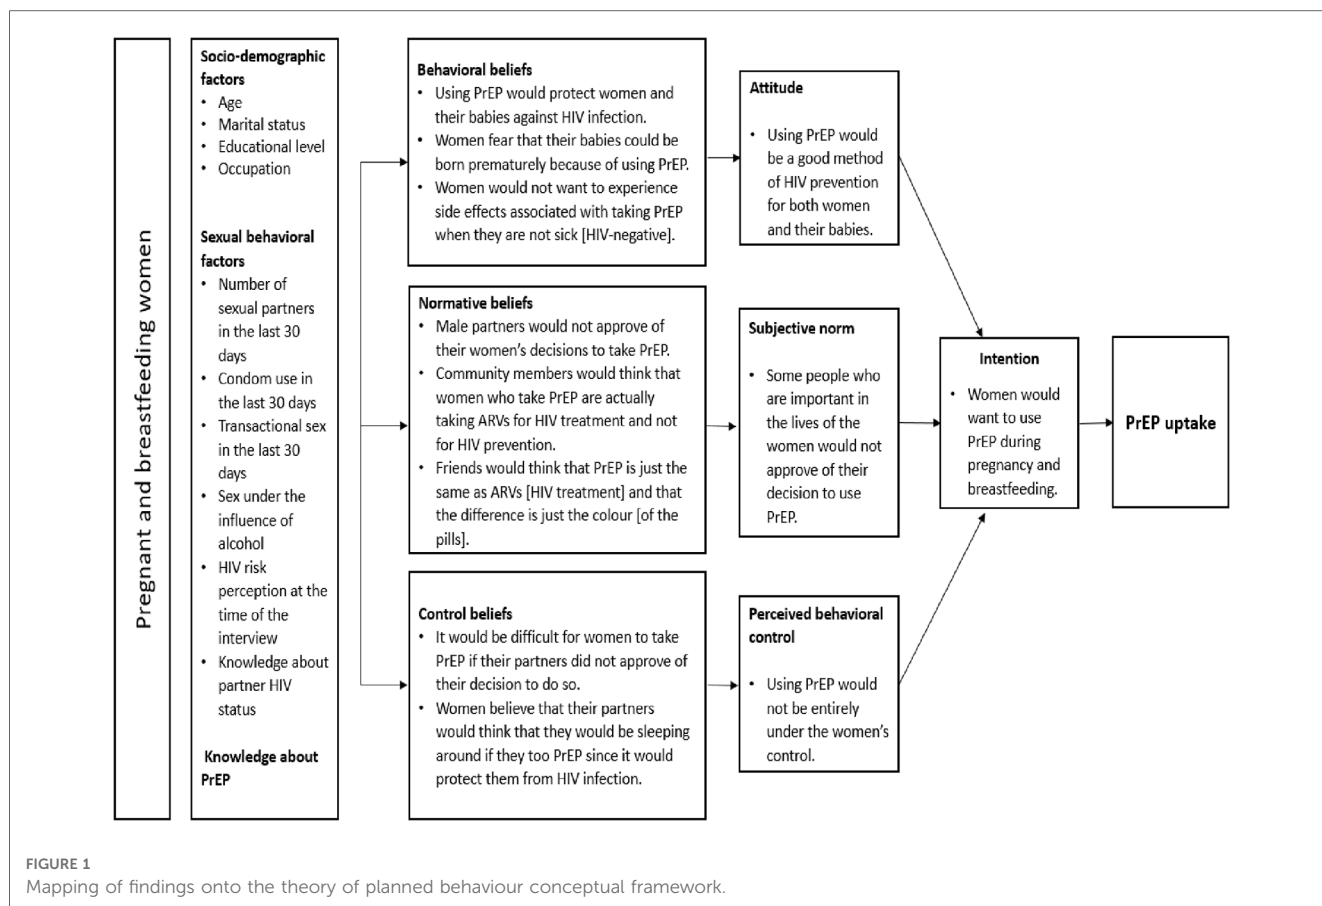 Pregnant and breastfeeding women
Socio-demographic
factors
• Age
• Marital status
• Educational level
• Occupation
Sexual behavioral
factors
• Number of
sexual partners
in the last 30
days
• Condom use in
the last 30 days
• Transactional sex
in the last 30
days
• Sex under the
influence of
alcohol
• HIV risk
perception at the
time of the
interview
• Knowledge about
partner HIV
status
Knowledge about
PrEP
Behavioral beliefs
• Using PrEP would protect women and
their babies against HIV infection.
• Women fear that their babies could be
born prematurely because of using PrEP.
• Women would not want to experience
side effects associated with taking PrEP
when they are not sick [HIV-negative].
Normative beliefs
• Male partners would not approve of
their women's decisions to take PrEP.
• Community members would think that
women who take PrEP are actually
taking ARVs for HIV treatment and not
for HIV prevention.
• Friends would think that PrEP is just the
same as ARVs [HIV treatment] and that
the difference is just the colour [of the
pills].
Control beliefs
• It would be difficult for women to take
PrEP if their partners did not approve of
their decision to do so.
• Women believe that their partners
would think that they would be sleeping
around if they too PrEP since it would
protect them from HIV infection.
Attitude
• Using PrEP would
be a good method
of HIV prevention
for both women
and their babies.
Subjective norm
• Some people who
are important in
the lives of the
women would not
approve of their
decision to use
PrEP.
Perceived behavioral
control
• Using PrEP would
not be entirely
under the women's
control.
Intention
• Women would
want to use
PrEP during
pregnancy and
breastfeeding.
PrEP uptake
FIGURE 1
Mapping of findings onto the theory of planned behaviour conceptual framework.